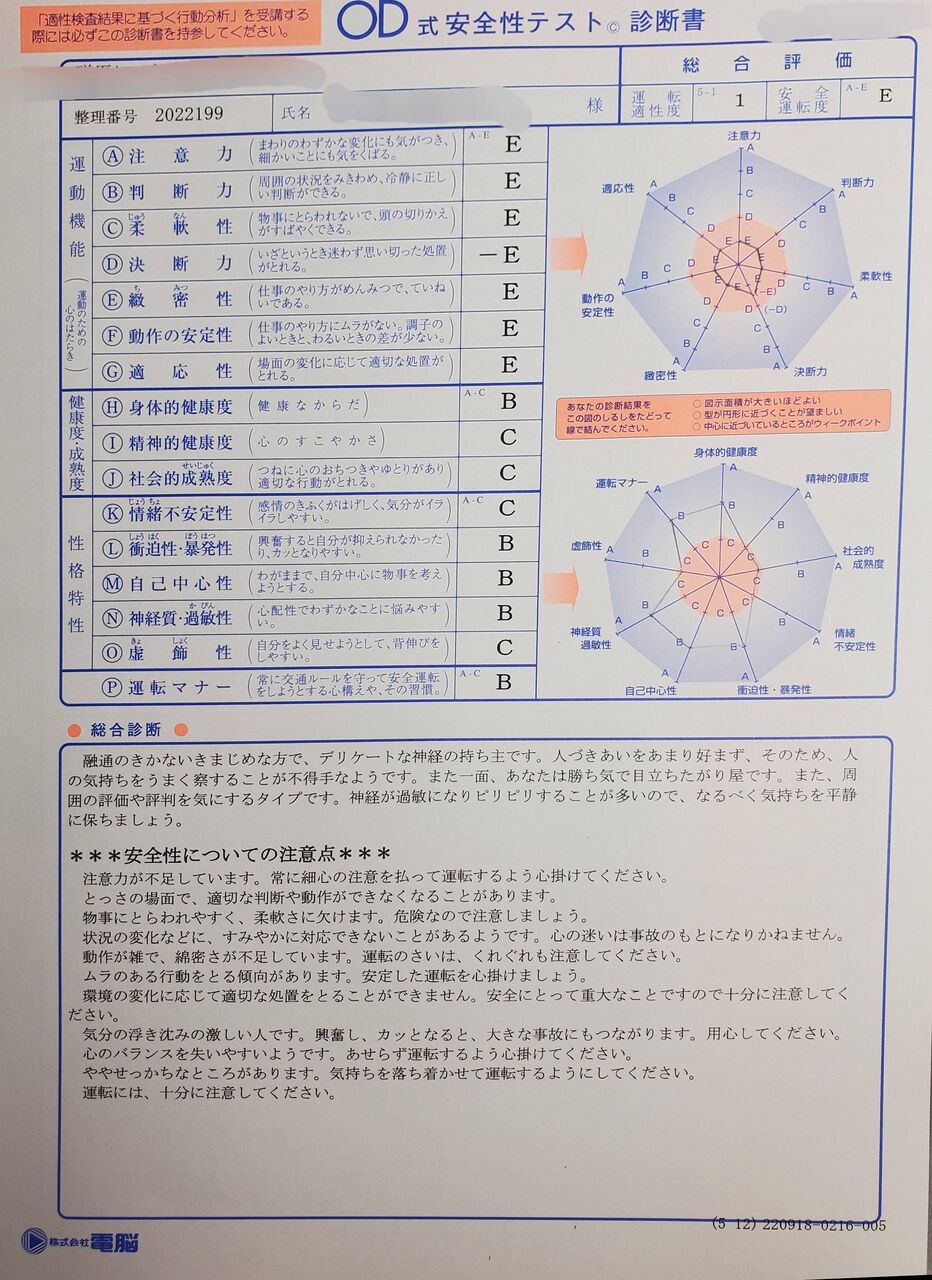 「適性検査結果に基づく行動分析」を受講する
際には必ずこの診断書を持参してください。
OD式安全性テスト© 診断書
総合評価
整理番号 2022199 氏名 様
運転適性度 5-1 1 安全運転度 A-E E
運動機能(運動のための心のはたらき)
Ⓐ 注意力 (まわりのわずかな変化にも気がつき、細かいことにも気をくばる。) A-E E
Ⓑ 判断力 (周囲の状況をみきわめ、冷静に正しい判断ができる。) E
Ⓒ 柔軟性 (物事にとらわれないで、頭の切りかえがすばやくできる。) E
Ⓓ 決断力 (いざというとき迷わず思い切った処置がとれる。) －E
Ⓔ 緻密性 (仕事のやり方がめんみつで、ていねいである。) E
Ⓕ 動作の安定性 (仕事のやり方にムラがない。調子のよいときと、わるいときの差が少ない。) E
Ⓖ 適応性 (場面の変化に応じて適切な処置がとれる。) E
健康度・成熟度
Ⓗ 身体的健康度 (健康なからだ) A-C B
Ⓘ 精神的健康度 (心のすこやかさ) C
Ⓙ 社会的成熟度 (つねに心のおちつきやゆとりがあり適切な行動がとれる。) C
性格特性
Ⓚ 情緒不安定性 (感情のきふくがはげしく、気分がイライラしやすい。) A-C C
Ⓛ 衝迫性・暴発性 (興奮すると自分が抑えられなかったり、カッとなりやすい。) B
Ⓜ 自己中心性 (わがままで、自分中心に物事を考えようとする。) B
Ⓝ 神経質・過敏性 (心配性でわずかなことに悩みやすい。) B
Ⓞ 虚飾性 (自分をよく見せようとして、背伸びをしやすい。) C
Ⓟ 運転マナー (常に交通ルールを守って安全運転をしようとする心構えや、その習慣。) A-C B
注意力
判断力
柔軟性
決断力
緻密性
動作の安定性
適応性
あなたの診断結果を
この図のしるしをたどって
線で結んでください。
○ 図示面積が大きいほどよい
○ 型が円形に近づくことが望ましい
○ 中心に近づいているところがウィークポイント
身体的健康度
精神的健康度
社会的成熟度
情緒不安定性
衝迫性・暴発性
自己中心性
神経質過敏性
虚飾性
運転マナー
● 総合診断 ●
融通のきかないきまじめな方で、デリケートな神経の持ち主です。人づきあいをあまり好まず、そのため、人
の気持ちをうまく察することが不得手なようです。また一面、あなたは勝ち気で目立ちたがり屋です。また、周
囲の評価や評判を気にするタイプです。神経が過敏になりピリピリすることが多いので、なるべく気持ちを平静
に保ちましょう。
＊＊＊安全性についての注意点＊＊＊
注意力が不足しています。常に細心の注意を払って運転するよう心掛けてください。
とっさの場面で、適切な判断や動作ができなくなることがあります。
物事にとらわれやすく、柔軟さに欠けます。危険なので注意しましょう。
状況の変化などに、すみやかに対応できないことがあるようです。心の迷いは事故のもとになりかねません。
動作が雑で、綿密さが不足しています。運転のさいは、くれぐれも注意してください。
ムラのある行動をとる傾向があります。安定した運転を心掛けましょう。
環境の変化に応じて適切な処置をとることができません。安全にとって重大なことですので十分に注意してく
ださい。
気分の浮き沈みの激しい人です。興奮し、カッとなると、大きな事故にもつながります。用心してください。
心のバランスを失いやすいようです。あせらず運転するよう心掛けてください。
ややせっかちなところがあります。気持ちを落ち着かせて運転するようにしてください。
運転には、十分に注意してください。
(5 12) 220918-0216-005
株式会社電脳